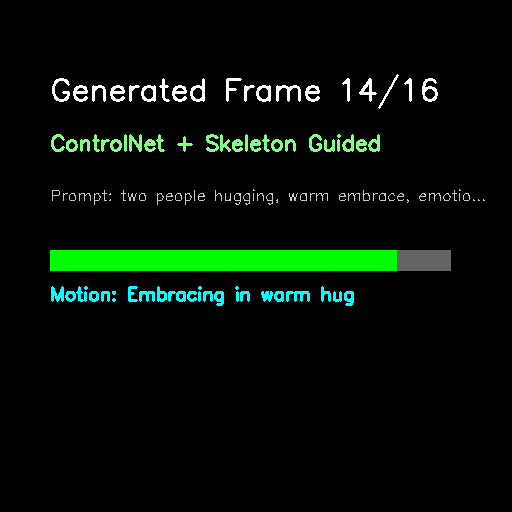 Generated Frame 14/16
ControlNet + Skeleton Guided
Prompt: two people hugging, warm embrace, emotio...
Motion: Embracing in warm hug